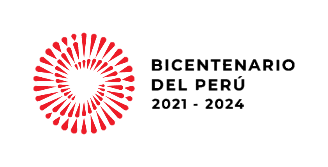 BICENTENARIO
DEL PERÚ
2021 - 2024